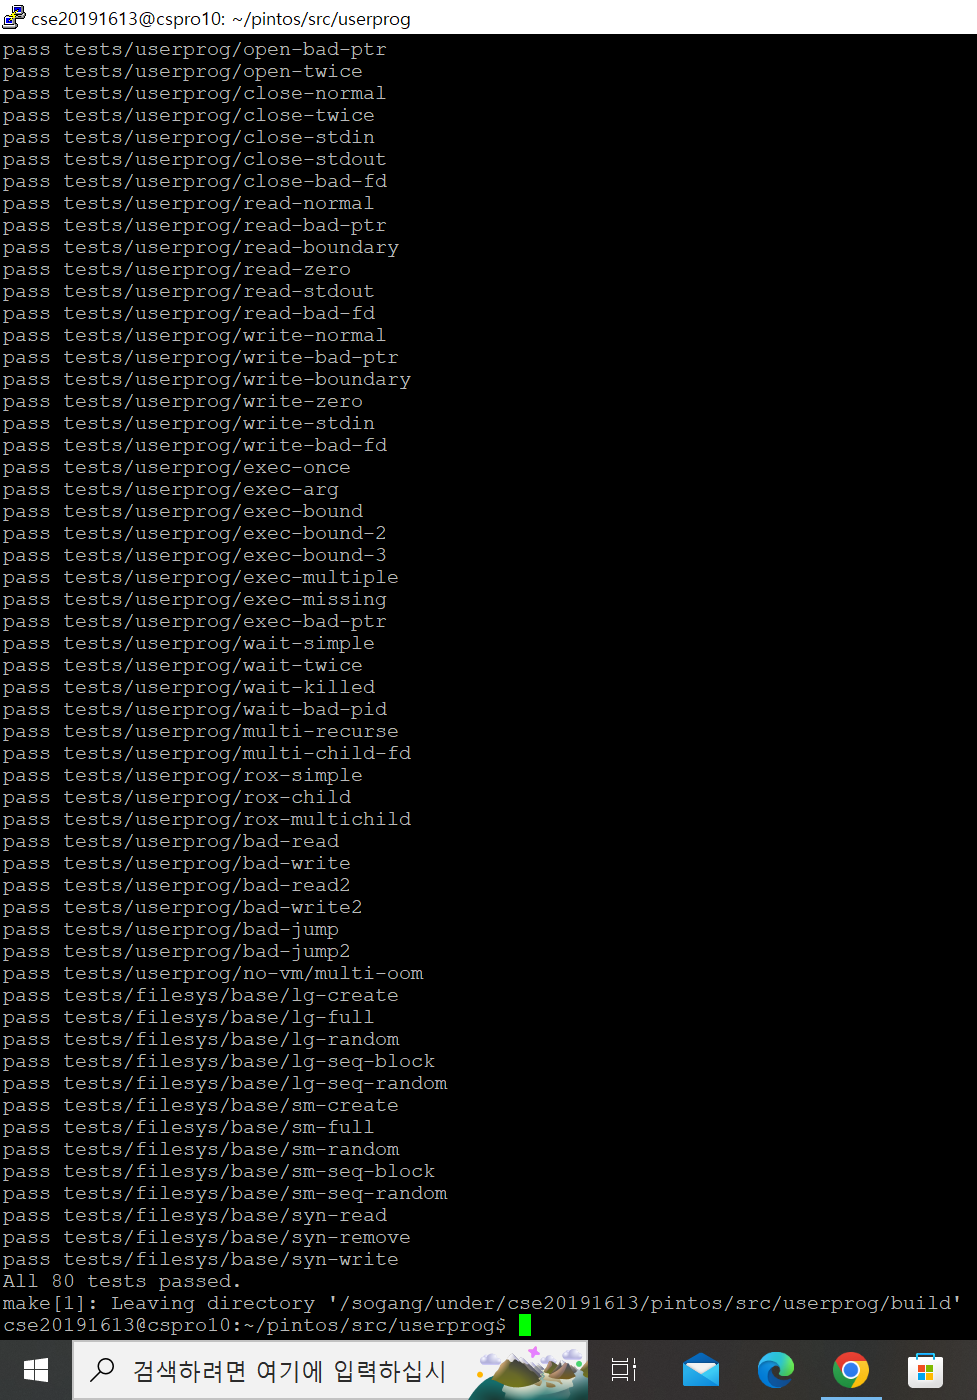 cse20191613@cspro10: ~/pintos/src/userprog
pass tests/userprog/open-bad-ptr
pass tests/userprog/open-twice
pass tests/userprog/close-normal
pass tests/userprog/close-twice
pass tests/userprog/close-stdin
pass tests/userprog/close-stdout
pass tests/userprog/close-bad-fd
pass tests/userprog/read-normal
pass tests/userprog/read-bad-ptr
pass tests/userprog/read-boundary
pass tests/userprog/read-zero
pass tests/userprog/read-stdout
pass tests/userprog/read-bad-fd
pass tests/userprog/write-normal
pass tests/userprog/write-bad-ptr
pass tests/userprog/write-boundary
pass tests/userprog/write-zero
pass tests/userprog/write-stdin
pass tests/userprog/write-bad-fd
pass tests/userprog/exec-once
pass tests/userprog/exec-arg
pass tests/userprog/exec-bound
pass tests/userprog/exec-bound-2
pass tests/userprog/exec-bound-3
pass tests/userprog/exec-multiple
pass tests/userprog/exec-missing
pass tests/userprog/exec-bad-ptr
pass tests/userprog/wait-simple
pass tests/userprog/wait-twice
pass tests/userprog/wait-killed
pass tests/userprog/wait-bad-pid
pass tests/userprog/multi-recurse
pass tests/userprog/multi-child-fd
pass tests/userprog/rox-simple
pass tests/userprog/rox-child
pass tests/userprog/rox-multichild
pass tests/userprog/bad-read
pass tests/userprog/bad-write
pass tests/userprog/bad-read2
pass tests/userprog/bad-write2
pass tests/userprog/bad-jump
pass tests/userprog/bad-jump2
pass tests/userprog/no-vm/multi-oom
pass tests/filesys/base/lg-create
pass tests/filesys/base/lg-full
pass tests/filesys/base/lg-random
pass tests/filesys/base/lg-seq-block
pass tests/filesys/base/lg-seq-random
pass tests/filesys/base/sm-create
pass tests/filesys/base/sm-full
pass tests/filesys/base/sm-random
pass tests/filesys/base/sm-seq-block
pass tests/filesys/base/sm-seq-random
pass tests/filesys/base/syn-read
pass tests/filesys/base/syn-remove
pass tests/filesys/base/syn-write
All 80 tests passed.
make[1]: Leaving directory '/sogang/under/cse20191613/pintos/src/userprog/build'
cse20191613@cspro10:~/pintos/src/userprog$
검색하려면 여기에 입력하십시